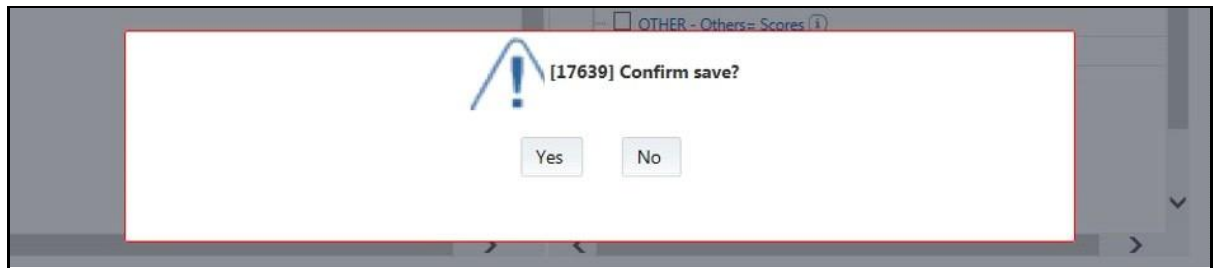 OTHER - Others= Scores
[17639] Confirm save?
Yes No